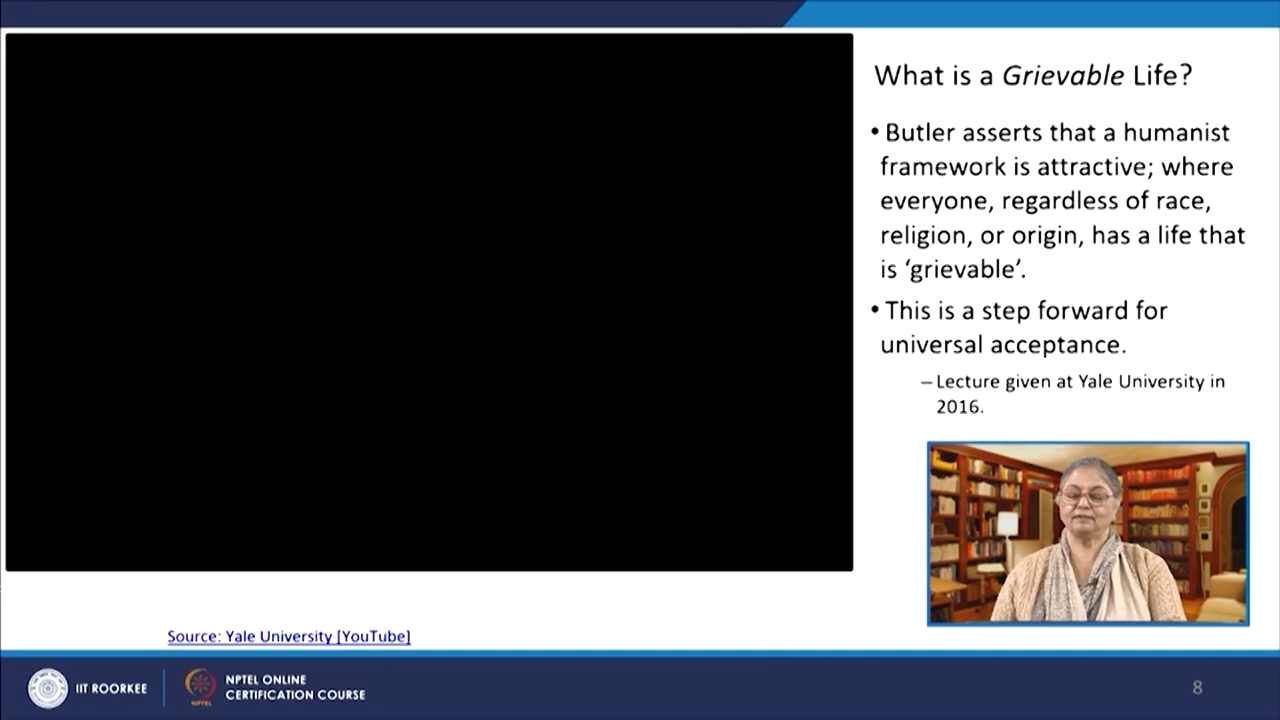 What is a Grievable Life?
• Butler asserts that a humanist
framework is attractive; where
everyone, regardless of race,
religion, or origin, has a life that
is ‘grievable’.
• This is a step forward for
universal acceptance.
– Lecture given at Yale University in
2016.
Source: Yale University [YouTube]
IIT ROORKEE
NPTEL
NPTEL ONLINE
CERTIFICATION COURSE
8